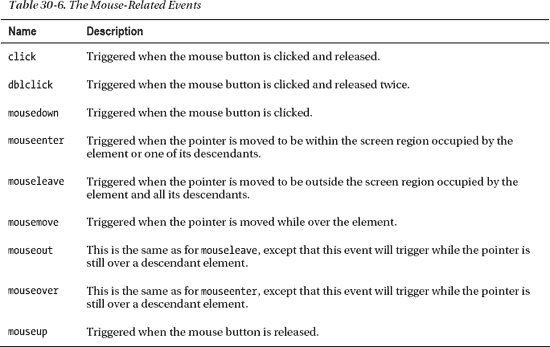 Table 30-6. The Mouse-Related Events
Name Description
click Triggered when the mouse button is clicked and released.
dblclick Triggered when the mouse button is clicked and released twice.
mousedown Triggered when the mouse button is clicked.
mouseenter Triggered when the pointer is moved to be within the screen region occupied by the
element or one of its descendants.
mouseleave Triggered when the pointer is moved to be outside the screen region occupied by the
element and all its descendants.
mousemove Triggered when the pointer is moved while over the element.
mouseout This is the same as for mouseleave, except that this event will trigger while the pointer is
still over a descendant element.
mouseover This is the same as for mouseenter, except that this event will trigger while the pointer is
still over a descendant element.
mouseup Triggered when the mouse button is released.